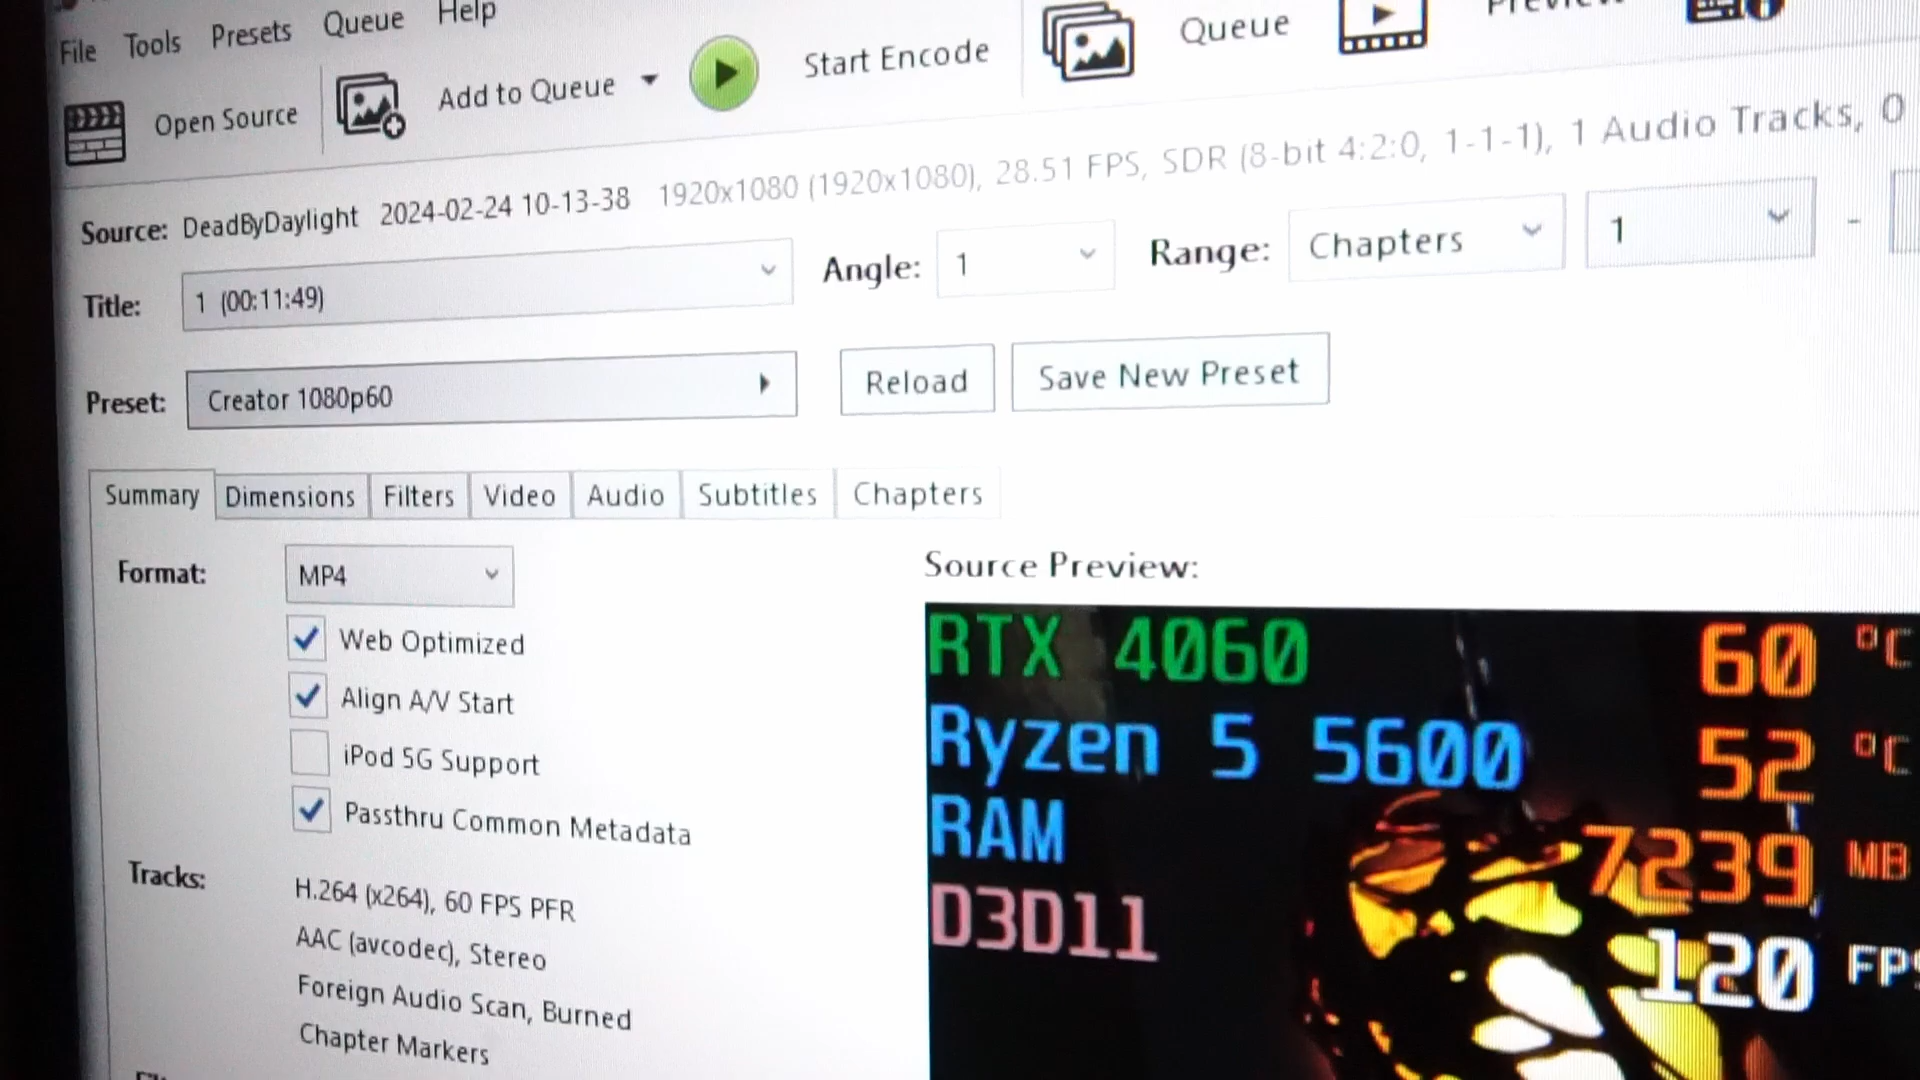 File Tools Presets Queue Help
Open Source Add to Queue Start Encode Queue
Source: DeadByDaylight 2024-02-24 10-13-38 1920x1080 (1920x1080), 28.51 FPS, SDR (8-bit 4:2:0, 1-1-1), 1 Audio Tracks, 0
Title: 1 (00:11:49) Angle: 1 Range: Chapters 1 -
Preset: Creator 1080p60 Reload Save New Preset
Summary Dimensions Filters Video Audio Subtitles Chapters
Format: MP4
Web Optimized
Align A/V Start
iPod 5G Support
Passthru Common Metadata
Tracks: H.264 (x264), 60 FPS PFR
AAC (avcodec), Stereo
Foreign Audio Scan, Burned
Chapter Markers
Source Preview:
RTX 4060 60 °C
Ryzen 5 5600 52 °C
RAM 7239 MB
D3D11 120 FPS